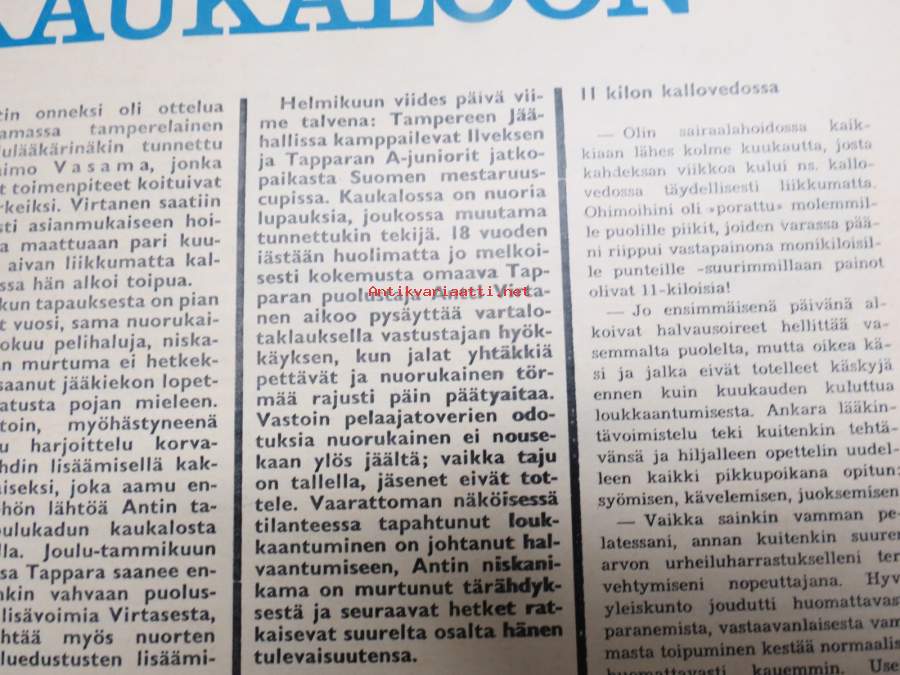 KAUKALOON
tin onneksi oli ottelua
amassa tamperelainen
ulääkärinäkin tunnettu
imo Vasama, jonka
t toimenpiteet koituivat
rkeiksi. Virtanen saatiin
sti asianmukaiseen hoi-
a maattuaan pari kuu-
aivan liikkumatta kal-
ssa hän alkoi toipua.
kun tapauksesta on pian
t vuosi, sama nuorukai-
okuu pelihaluja, niska-
n murtuma ei hetkek-
saanut jääkiekon lopet-
atusta pojan mieleen.
toin, myöhästyneenä
u harjoittelu korva-
hdin lisäämisellä kak-
iseksi, joka aamu en-
hön lähtöä Antin ta-
oulukadun kaukalosta
lla. Joulu-tammikuun
sa Tappara saanee en-
nkin vahvaan puolus-
lisävoimia Virtasesta,
htää myös nuorten
luedustusten lisäämi-
Helmikuun viides päivä vii-
me talvena: Tampereen Jää-
hallissa kamppailevat Ilveksen
ja Tapparan A-juniorit jatko-
paikasta Suomen mestaruus-
cupissa. Kaukalossa on nuoria
lupauksia, joukossa muutama
tunnettukin tekijä. 18 vuoden
iästään huolimatta jo melkoi-
sesti kokemusta omaava Tap-
paran puolustaja Antti Virta-
nen aikoo pysäyttää vartalo-
taklauksella vastustajan hyök-
käyksen, kun jalat yhtäkkiä
pettävät ja nuorukainen tör-
mää rajusti päin päätyaitaa.
Vastoin pelaajatoverien odo-
tuksia nuorukainen ei nouse-
kaan ylös jäältä; vaikka taju
on tallella, jäsenet eivät tot-
tele. Vaarattoman näköisessä
tilanteessa tapahtunut louk-
kaantuminen on johtanut hal-
vaantumiseen, Antin niskani-
kama on murtunut tärähdyk-
sestä ja seuraavat hetket rat-
kaisevat suurelta osalta hänen
tulevaisuutensa.
Antikvariaatti.net
11 kilon kallovedossa
— Olin sairaalahoidossa kaik-
kiaan lähes kolme kuukautta, josta
kahdeksan viikkoa kului ns. kallo-
vedossa täydellisesti liikkumatta.
Ohimoihini oli »porattu» molemmil-
le puolille piikit, joiden varassa pää-
ni riippui vastapainona monikiloisil-
le punteille -suurimmillaan painot
olivat 11-kiloisia!
— Jo ensimmäisenä päivänä al-
koivat halvausoireet hellittää va-
semmalta puolelta, mutta oikea kä-
si ja jalka eivät totelleet käskyjä
ennen kuin kuukauden kuluttua
loukkaantumisesta. Ankara lääkin-
tävoimistelu teki kuitenkin tehtä-
vänsä ja hiljalleen opettelin uudel-
leen kaikki pikkupoikana opitun:
syömisen, kävelemisen, juoksemisen
— Vaikka sainkin vamman pe-
latessani, annan kuitenkin suuren
arvon urheiluharrastukselleni ter
vehtymiseni nopeuttajana. Hyv
yleiskunto joudutti huomattavas
paranemista, vastaavanlaisesta vam
masta toipuminen kestää normaalis
huomattavasti kauemmin. Use